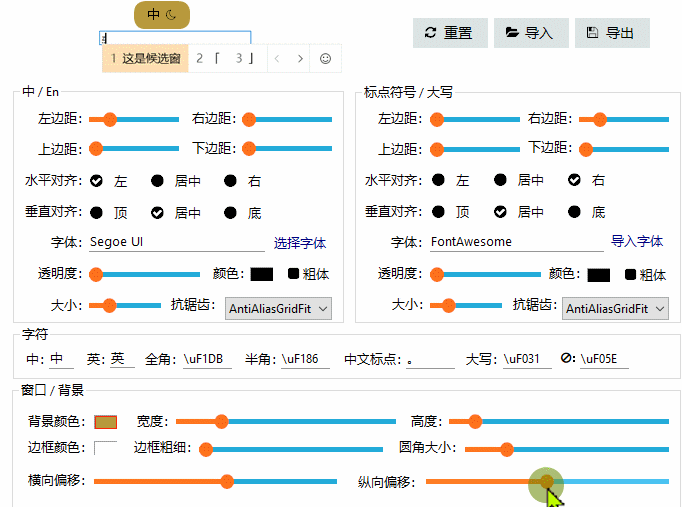 中
重置 导入 导出
1 这是候选窗 2 「 3 」
中 / En
左边距: 右边距:
上边距: 下边距:
水平对齐: 左 居中 右
垂直对齐: 顶 居中 底
字体: Segoe UI 选择字体
透明度: 颜色: 粗体
大小: 抗锯齿: AntiAliasGridFit
标点符号 / 大写
左边距: 右边距:
上边距: 下边距:
水平对齐: 左 居中 右
垂直对齐: 顶 居中 底
字体: FontAwesome 导入字体
透明度: 颜色: 粗体
大小: 抗锯齿: AntiAliasGridFit
字符
中: 中 英: 英 全角: \uF1DB 半角: \uF186 中文标点: 。 大写: \uF031 : \uF05E
窗口 / 背景
背景颜色: 宽度: 高度:
边框颜色: 边框粗细: 圆角大小:
横向偏移: 纵向偏移: